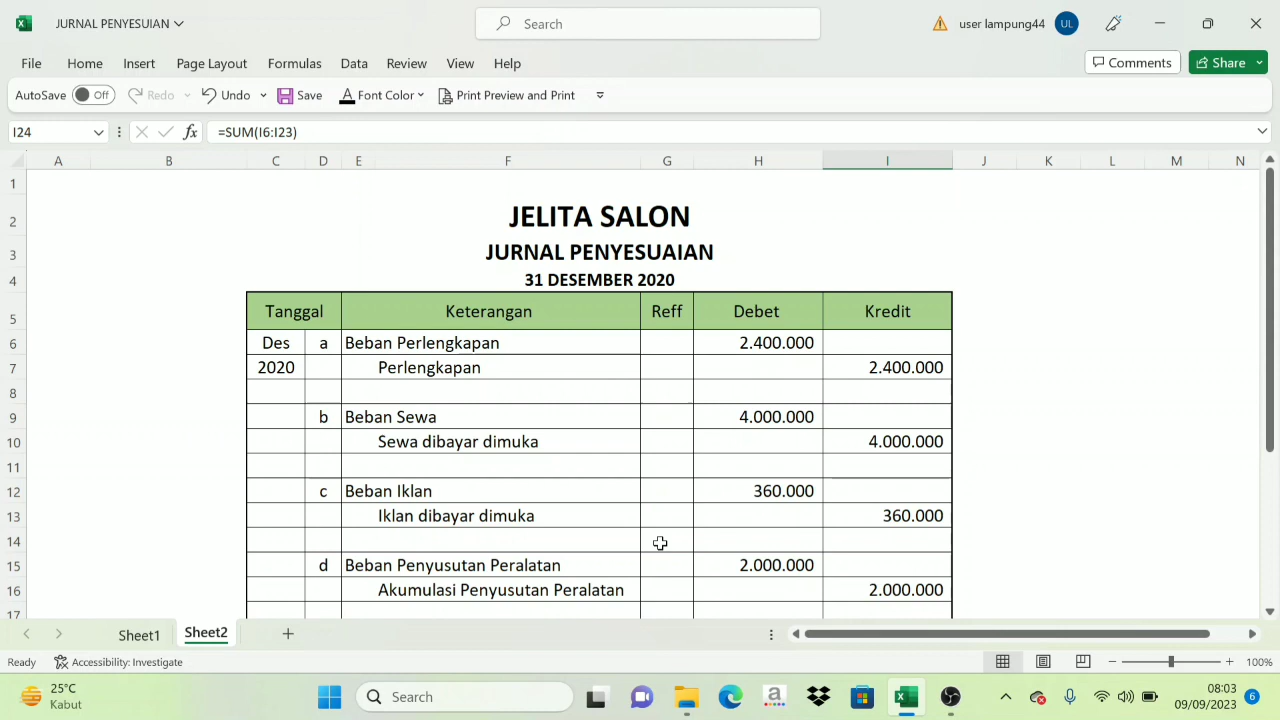 JURNAL PENYESUIAN
Search
user lampung44
UL
File Home Insert Page Layout Formulas Data Review View Help
Comments
Share
AutoSave Off Redo Undo Save Font Color Print Preview and Print
I24 fx =SUM(I6:I23)
A B C D E F G H I J K L M N
1
2 JELITA SALON
3 JURNAL PENYESUAIAN
4 31 DESEMBER 2020
5 Tanggal Keterangan Reff Debet Kredit
6 Des a Beban Perlengkapan 2.400.000
7 2020 Perlengkapan 2.400.000
8
9 b Beban Sewa 4.000.000
10 Sewa dibayar dimuka 4.000.000
11
12 c Beban Iklan 360.000
13 Iklan dibayar dimuka 360.000
14
15 d Beban Penyusutan Peralatan 2.000.000
16 Akumulasi Penyusutan Peralatan 2.000.000
17
Sheet1 Sheet2
Ready Accessibility: Investigate 100%
25°C
Kabut
Search
a
08:03
09/09/2023
6